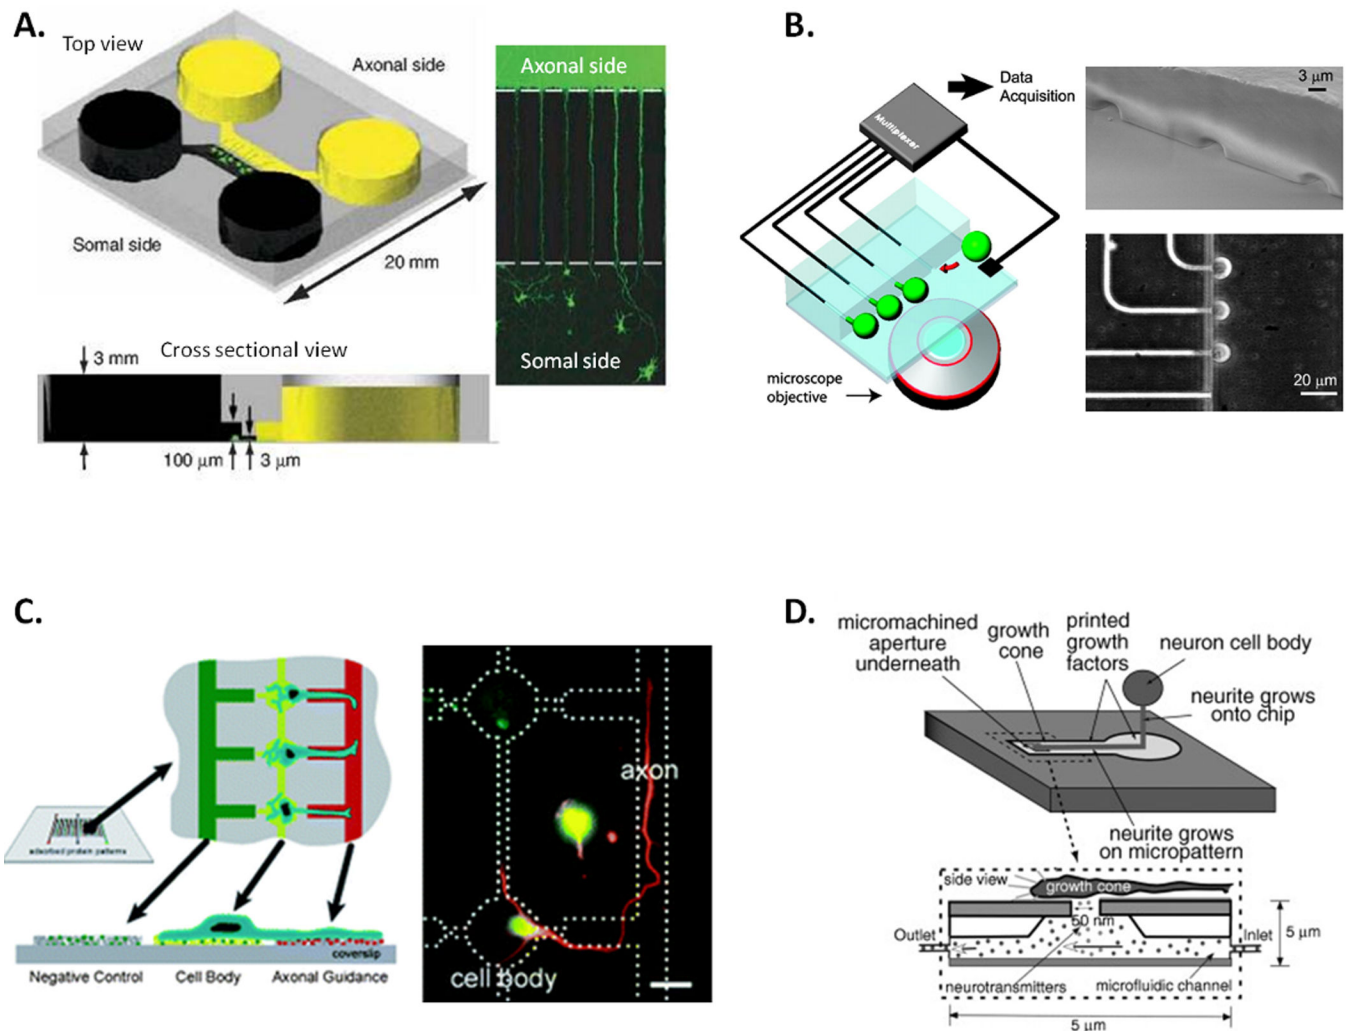 A.
Top view
Axonal side
Somal side
20 mm
Axonal side
Somal side
Cross sectional view
3 mm
100 μm
3 μm
B.
Data
Acquisition
Multiplexer
microscope
objective
3 μm
20 μm
C.
adsorbed protein patterns
coverslip
Negative Control
Cell Body
Axonal Guidance
axon
cell body
D.
micromachined
aperture
underneath
growth
cone
printed
growth
factors
neuron cell body
neurite grows
onto chip
neurite grows
on micropattern
side view
growth cone
50 nm
Outlet
Inlet
5 μm
neurotransmitters
microfluidic channel
5 μm